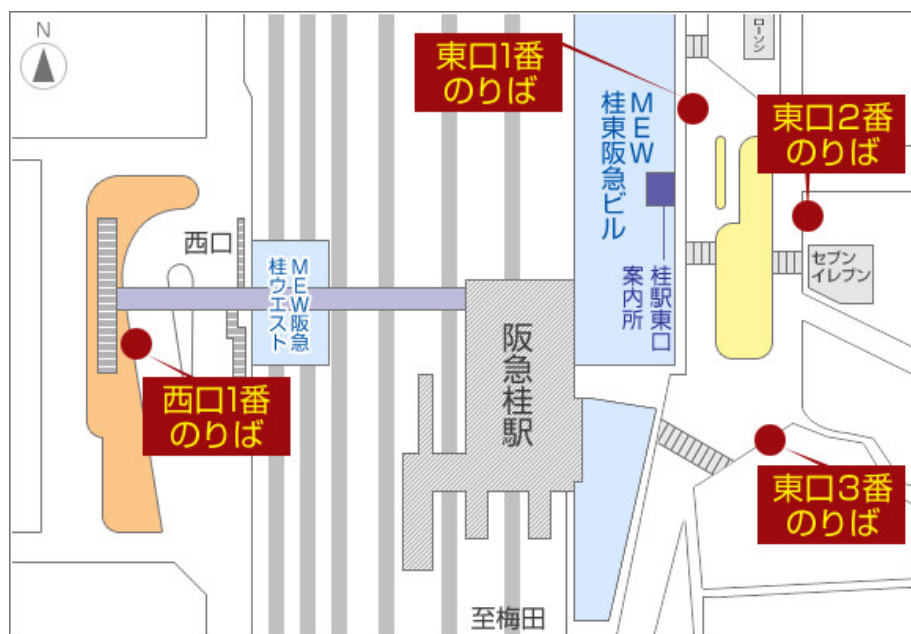 N
ローソン
東口1番
のりば
東口2番
のりば
MEW
桂東阪急ビル
桂駅東口
案内所
セブン
イレブン
西口
MEW阪急
桂ウエスト
阪急桂駅
西口1番
のりば
東口3番
のりば
至梅田